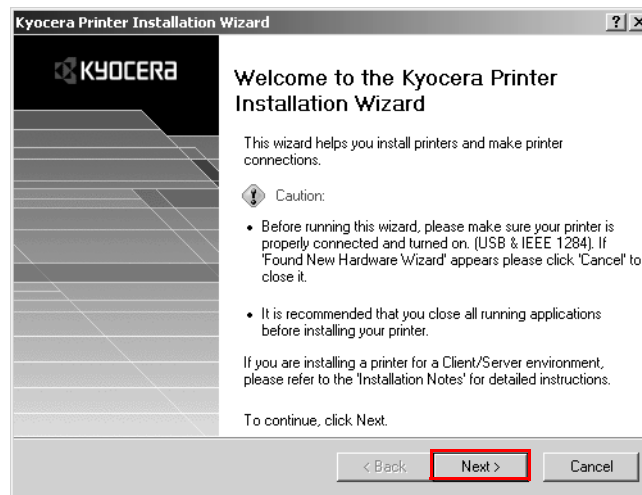 Kyocera Printer Installation Wizard
KYOCERA
Welcome to the Kyocera Printer
Installation Wizard
This wizard helps you install printers and make printer
connections.
Caution:
• Before running this wizard, please make sure your printer is
properly connected and turned on. (USB & IEEE 1284). If
'Found New Hardware Wizard' appears please click 'Cancel' to
close it.
• It is recommended that you close all running applications
before installing your printer.
If you are installing a printer for a Client/Server environment,
please refer to the 'Installation Notes' for detailed instructions.
To continue, click Next.
< Back Next > Cancel